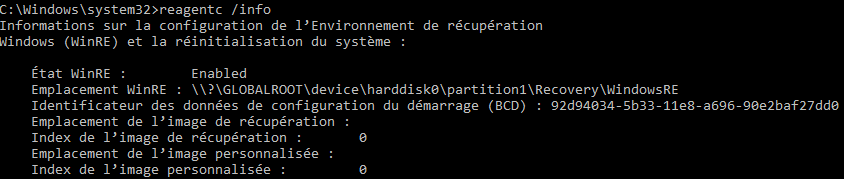 C:\Windows\system32>reagentc /info
Informations sur la configuration de l’Environnement de récupération
Windows (WinRE) et la réinitialisation du système :
État WinRE : Enabled
Emplacement WinRE : \\?\GLOBALROOT\device\harddisk0\partition1\Recovery\WindowsRE
Identificateur des données de configuration du démarrage (BCD) : 92d94034-5b33-11e8-a696-90e2baf27dd0
Emplacement de l’image de récupération :
Index de l’image de récupération : 0
Emplacement de l’image personnalisée :
Index de l’image personnalisée : 0